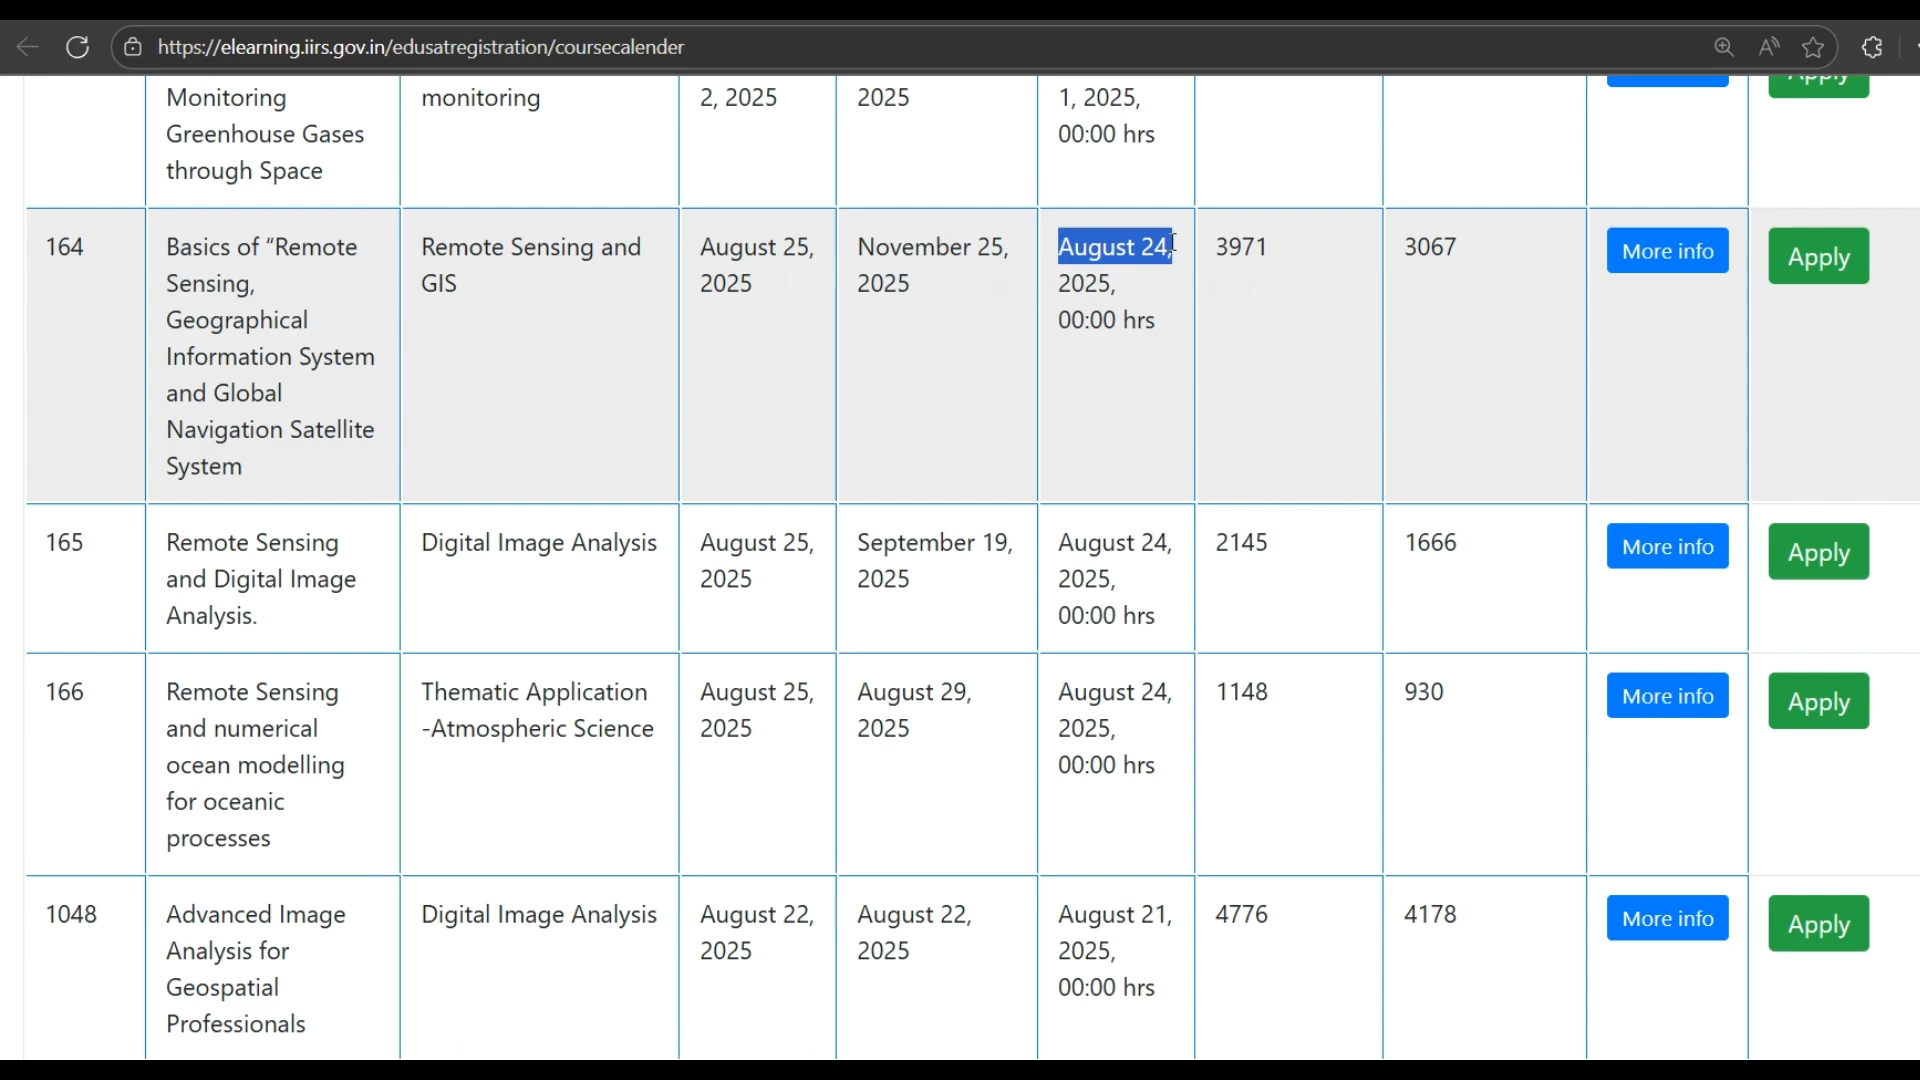 https://elearning.iirs.gov.in/edusatregistration/coursecalender
Monitoring
Greenhouse Gases
through Space
monitoring
2, 2025
2025
1, 2025,
00:00 hrs
Apply
164
Basics of “Remote
Sensing,
Geographical
Information System
and Global
Navigation Satellite
System
Remote Sensing and
GIS
August 25,
2025
November 25,
2025
August 24,
2025,
00:00 hrs
3971
3067
More info
Apply
165
Remote Sensing
and Digital Image
Analysis.
Digital Image Analysis
August 25,
2025
September 19,
2025
August 24,
2025,
00:00 hrs
2145
1666
More info
Apply
166
Remote Sensing
and numerical
ocean modelling
for oceanic
processes
Thematic Application
-Atmospheric Science
August 25,
2025
August 29,
2025
August 24,
2025,
00:00 hrs
1148
930
More info
Apply
1048
Advanced Image
Analysis for
Geospatial
Professionals
Digital Image Analysis
August 22,
2025
August 22,
2025
August 21,
2025,
00:00 hrs
4776
4178
More info
Apply